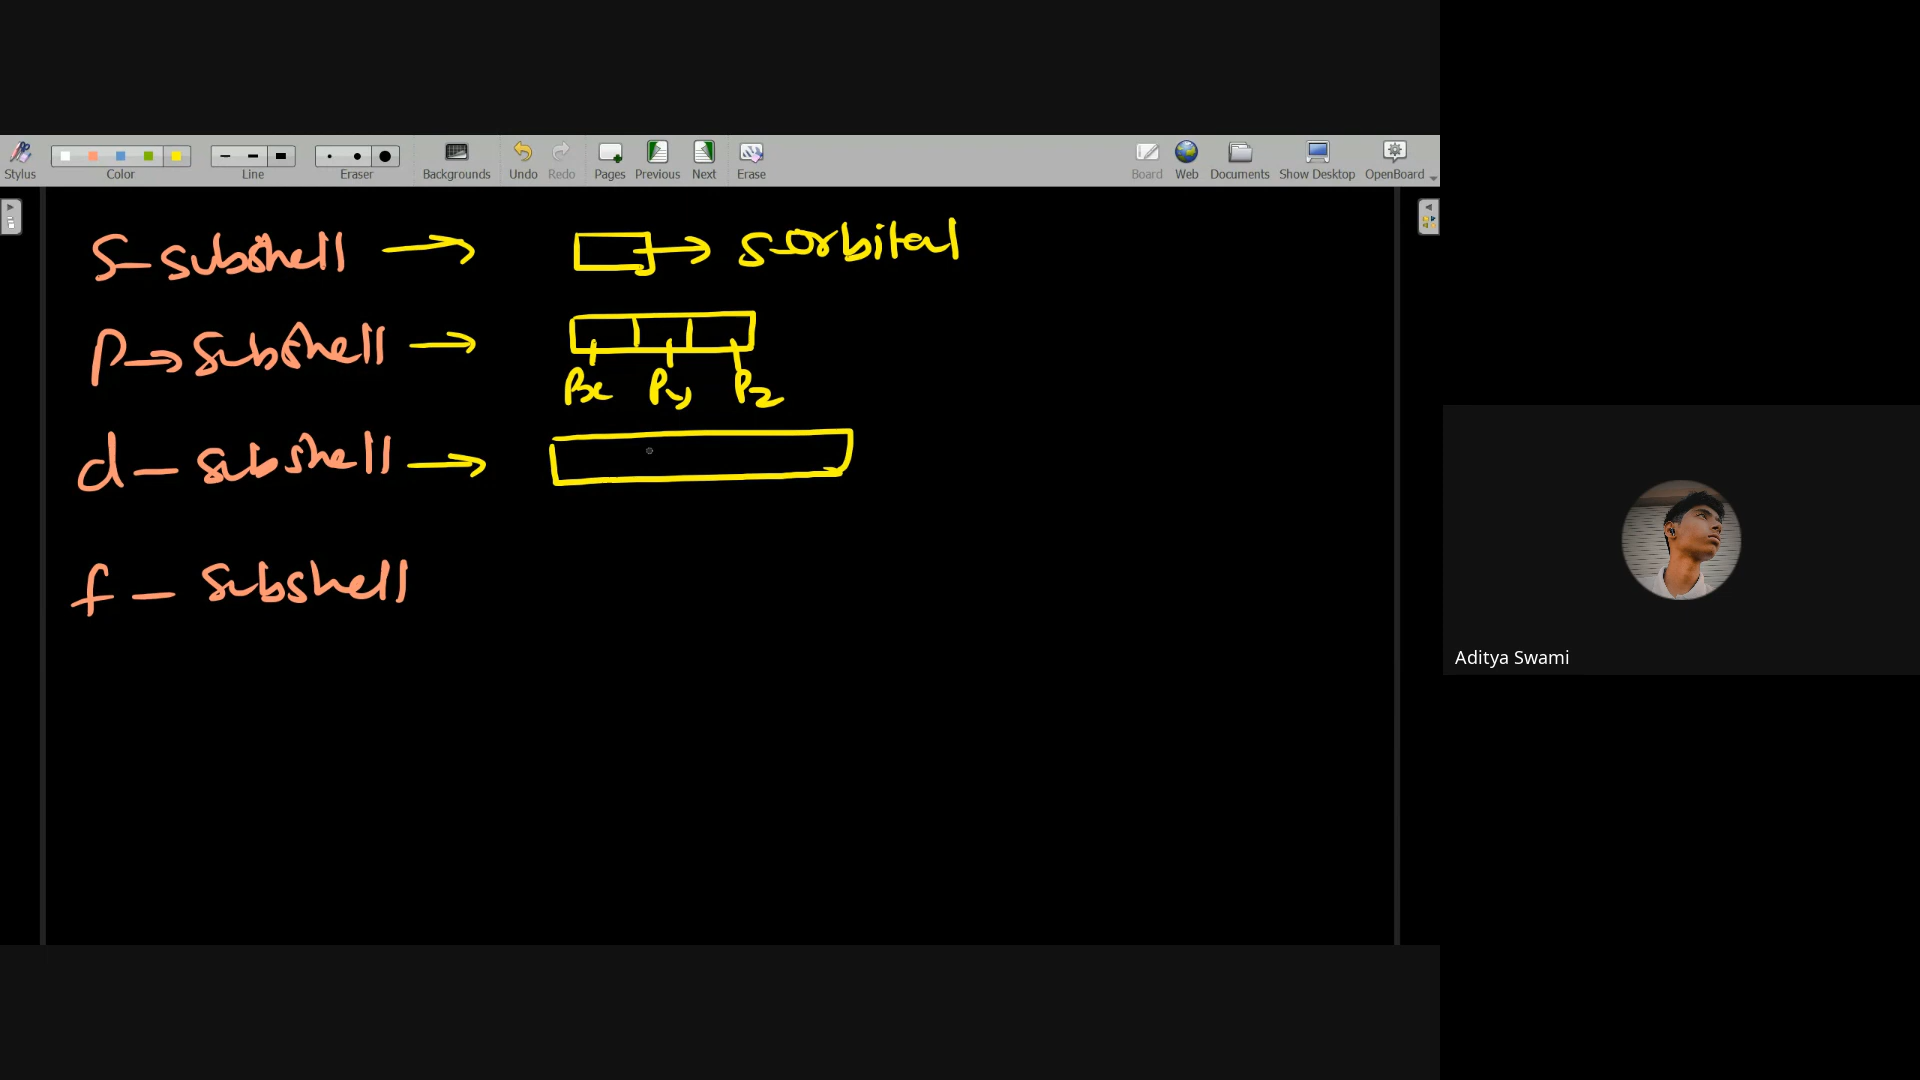 Stylus Color Line Eraser Backgrounds Undo Redo Pages Previous Next Erase Board Web Documents Show Desktop OpenBoard
S-subshell → → s-orbital
p→subshell →
Px Py Pz
d-subshell →
f-subshell
Aditya Swami